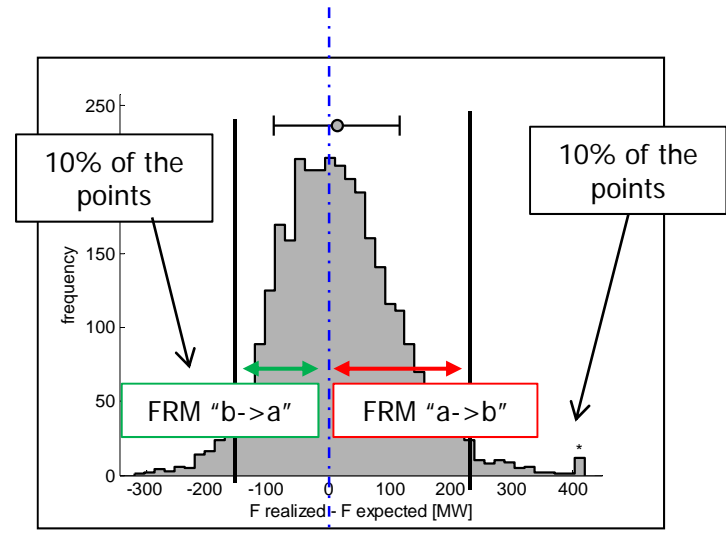 250
10% of the
points
10% of the
points
150
frequency
100
50
FRM “b->a”
FRM “a->b”
*
0
-300 -200 -100 0 100 200 300 400
F realized - F expected [MW]